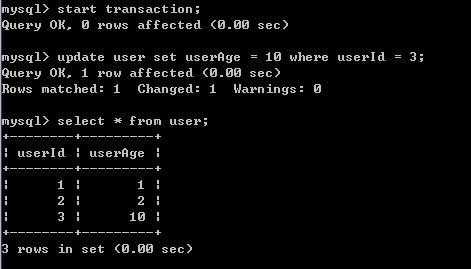 mysql> start transaction;
Query OK, 0 rows affected (0.00 sec)
mysql> update user set userAge = 10 where userId = 3;
Query OK, 1 row affected (0.00 sec)
Rows matched: 1  Changed: 1  Warnings: 0
mysql> select * from user;
+--------+---------+
| userId | userAge |
+--------+---------+
|      1 |       1 |
|      2 |       2 |
|      3 |      10 |
+--------+---------+
3 rows in set (0.00 sec)